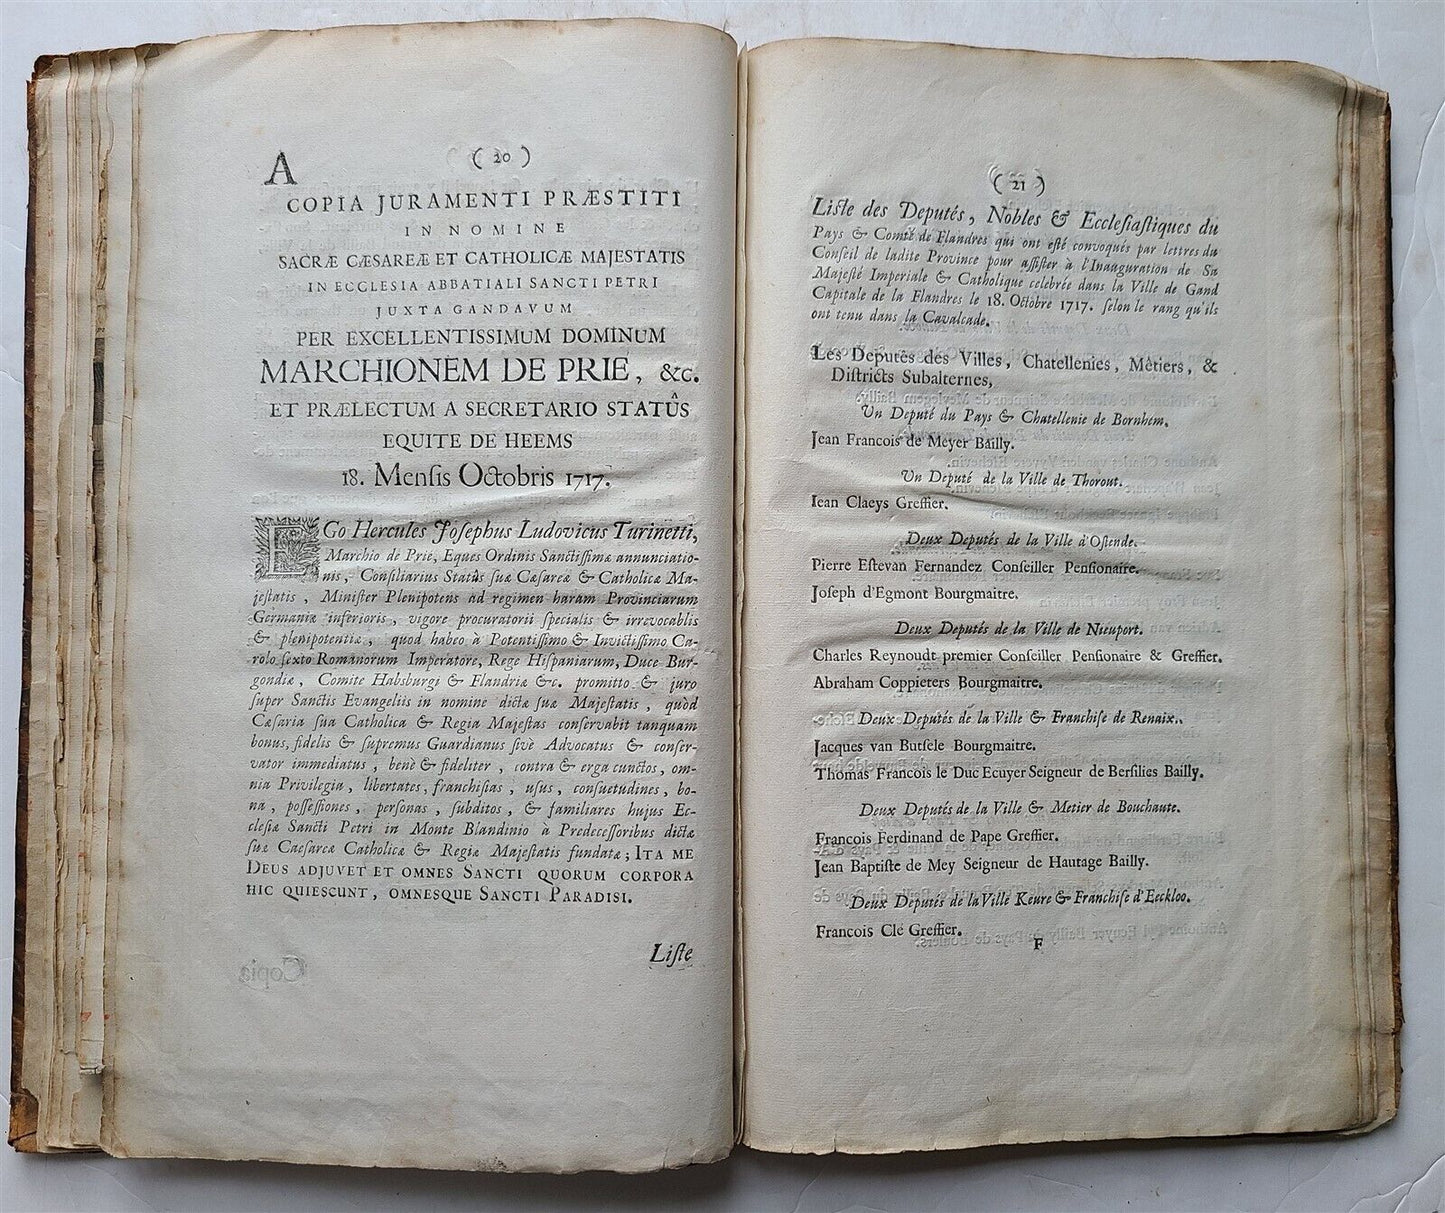 ( 20 )
A
COPIA JURAMENTI PRÆSTITI
IN NOMINE
SACRÆ CÆSAREÆ ET CATHOLICÆ MAJESTATIS
IN ECCLESIA ABBATIALI SANCTI PETRI
JUXTA GANDAVUM
PER EXCELLENTISSIMUM DOMINUM
MARCHIONEM DE PRIE, &c.
ET PRÆLECTUM A SECRETARIO STATÛS
EQUITE DE HEEMS
18. Menſis Octobris 1717.
EGo Hercules Joſephus Ludovicus Turinetti,
Marchio de Prie, Eques Ordinis Sanctiſſimæ annunciatio-
nis, Conſiliarius Statûs ſuæ Cæſareæ & Catholicæ Ma-
jeſtatis, Miniſter Plenipotens ad regimen harum Provinciarum
Germaniæ inferioris, vigore procuratorii ſpecialis & irrevocablis
& plenipotentiæ, quod habeo à Potentiſſimo & Invictiſſimo Ca-
rolo ſexto Romanorum Imperatore, Rege Hiſpaniarum, Duce Bur-
gondiæ, Comite Habsburgi & Flandriæ &c. promitto & juro
ſuper Sanctis Evangeliis in nomine dictæ ſuæ Majeſtatis, quòd
Cæſaria ſua Catholica & Regia Majeſtas conſervabit tanquam
bonus, fidelis & ſupremus Guardianus ſivè Advocatus & conſer-
vator immediatus, benè & fideliter, contra & erga cunctos, om-
nia Privilegia, libertates, franchiſias, uſus, conſuetudines, bo-
na, poſſeſſiones, perſonas, ſubditos, & familiares hujus Ec-
cleſiæ Sancti Petri in Monte Blandinio à Predeceſſoribus dictæ
ſuæ Caeſareæ Catholicæ & Regiæ Majeſtatis fundatæ; ITA ME
DEUS ADJUVET ET OMNES SANCTI QUORUM CORPORA
HIC QUIESCUNT, OMNESQUE SANCTI PARADISI.
Liſte
( 21 )
Liſte des Deputés, Nobles & Eccleſiaſtiques du
Pays & Comté de Flandres qui ont eſté convoqués par lettres du
Conſeil de ladite Province pour aſſiſter à l'Inauguration de Sa
Majeſté Imperiale & Catholique celebrée dans la Ville de Gand
Capitale de la Flandres le 18. Octobre 1717. ſelon le rang qu'ils
ont tenu dans la Cavalcade.
Les Deputês des Villes, Chatellenies, Mêtiers, &
Diſtricts Subalternes,
Un Deputé du Pays & Chatellenie de Bornhem.
Jean Francois de Meyer Bailly.
Un Deputé de la Ville de Thorout.
Iean Claeys Greffier.
Deux Deputés de la Ville d'Oſtende.
Pierre Eſtevan Fernandez Conſeiller Penſionaire.
Joſeph d'Egmont Bourgmaitre.
Deux Deputés de la Ville de Nieuport.
Charles Reynoudt premier Conſeiller Penſionaire & Greffier.
Abraham Coppieters Bourgmaitre.
Deux Deputés de la Ville & Franchiſe de Renaix.
Jacques van Butſele Bourgmaitre.
Thomas Francois le Duc Ecuyer Seigneur de Berſilies Bailly.
Deux Deputés de la Ville & Metier de Bouchaute.
Francois Ferdinand de Pape Greffier.
Jean Baptiſte de Mey Seigneur de Hautage Bailly.
Deux Deputés de la Ville Keure & Franchiſe d'Eeckloo.
Francois Clé Greffier.
F